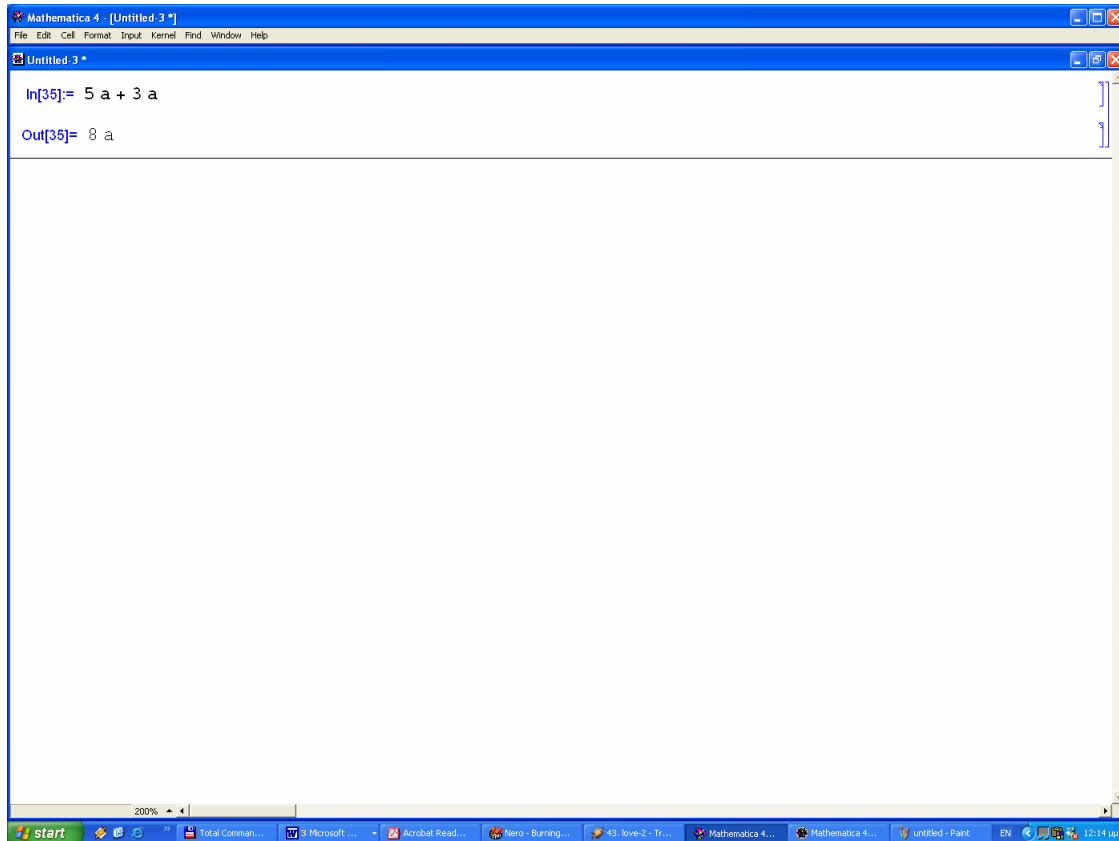 Mathematica 4 - [Untitled-3 *]
File Edit Cell Format Input Kernel Find Window Help
Untitled-3 *
In[35]:= 5 a + 3 a
Out[35]= 8 a
200%
start » Total Comman... 3 Microsoft ... Acrobat Read... Nero - Burning... 43. love-2 - Tr... Mathematica 4... Mathematica 4... untitled - Paint EN 12:14 μμ